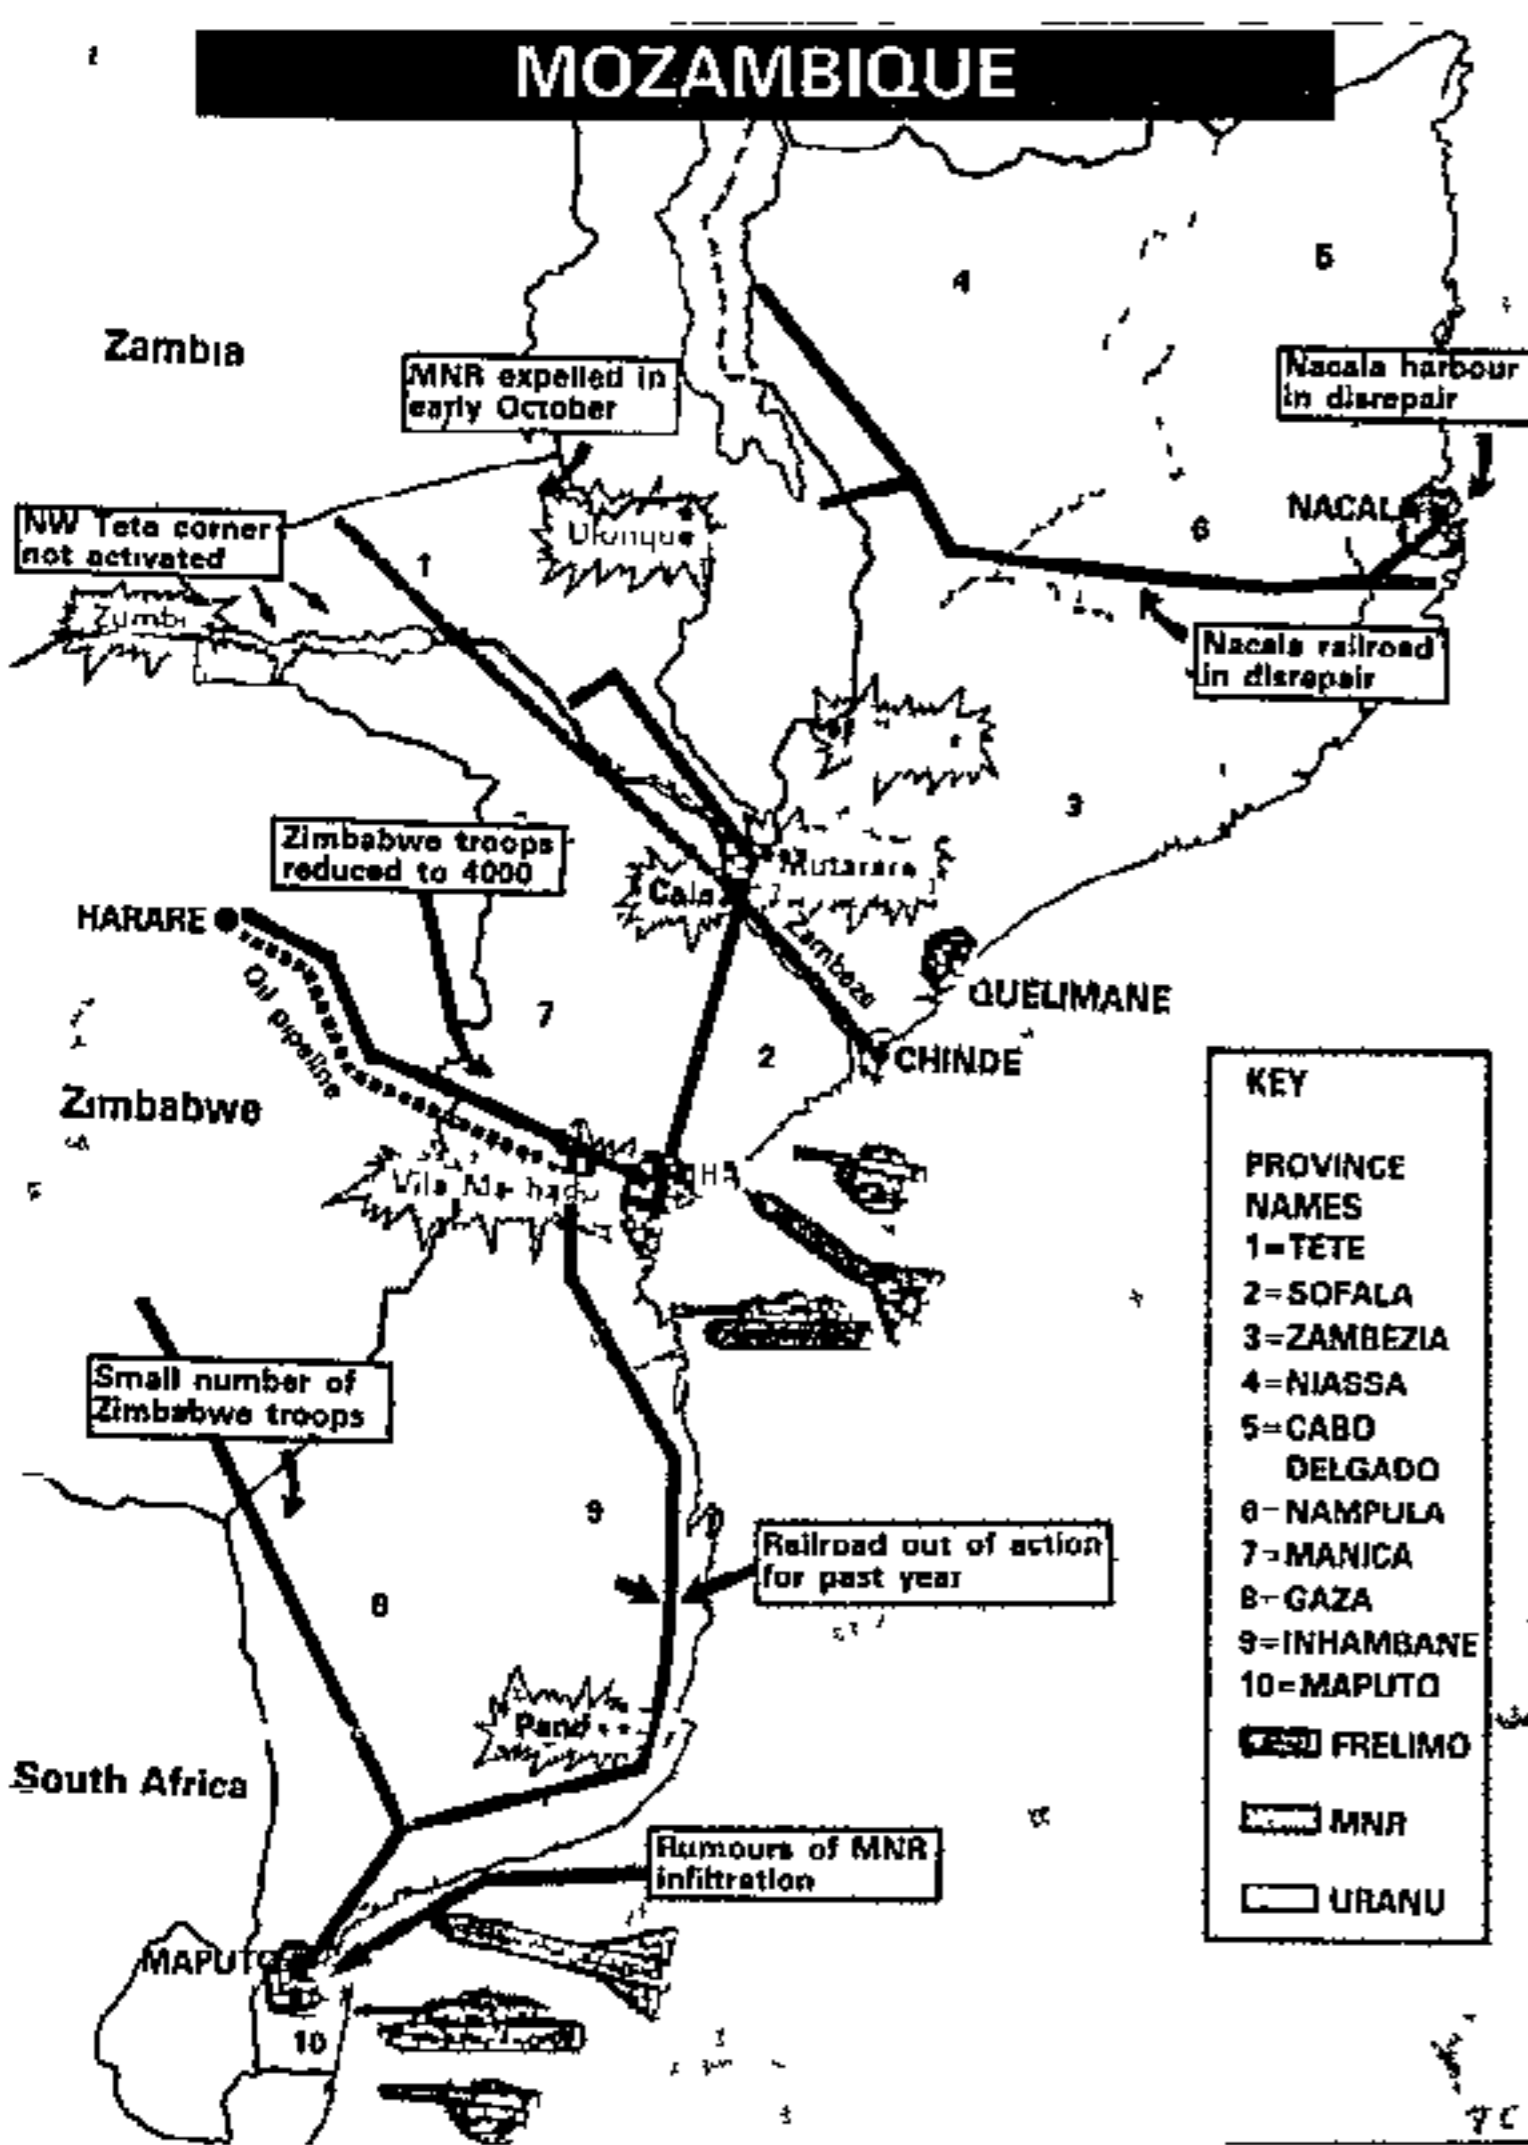 MOZAMBIQUE
4
5
Zambia
MNR expelled in
early October
Nacala harbour
in disrepair
NW Tete corner
not activated
1
Ulongue
NACALA
6
Zumbi
Nacala railroad
in disrepair
3
Zimbabwe troops
reduced to 4000
Mutarara
Caia
HARARE
Zambeze
Oil pipeline
QUELIMANE
7
2
CHINDE
Zimbabwe
Vila
Small number of
Zimbabwe troops
9
Railroad out of action
for past year
8
South Africa
Rumours of MNR
infiltration
MAPUTO
10
KEY
PROVINCE
NAMES
1=TETE
2=SOFALA
3=ZAMBEZIA
4=NIASSA
5=CABO
DELGADO
6=NAMPULA
7=MANICA
8=GAZA
9=INHAMBANE
10=MAPUTO
FRELIMO
MNR
URANU